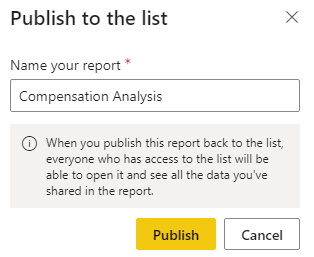 Publish to the list
Name your report *
Compensation Analysis
When you publish this report back to the list,
everyone who has access to the list will be
able to open it and see all the data you've
shared in the report.
Publish
Cancel